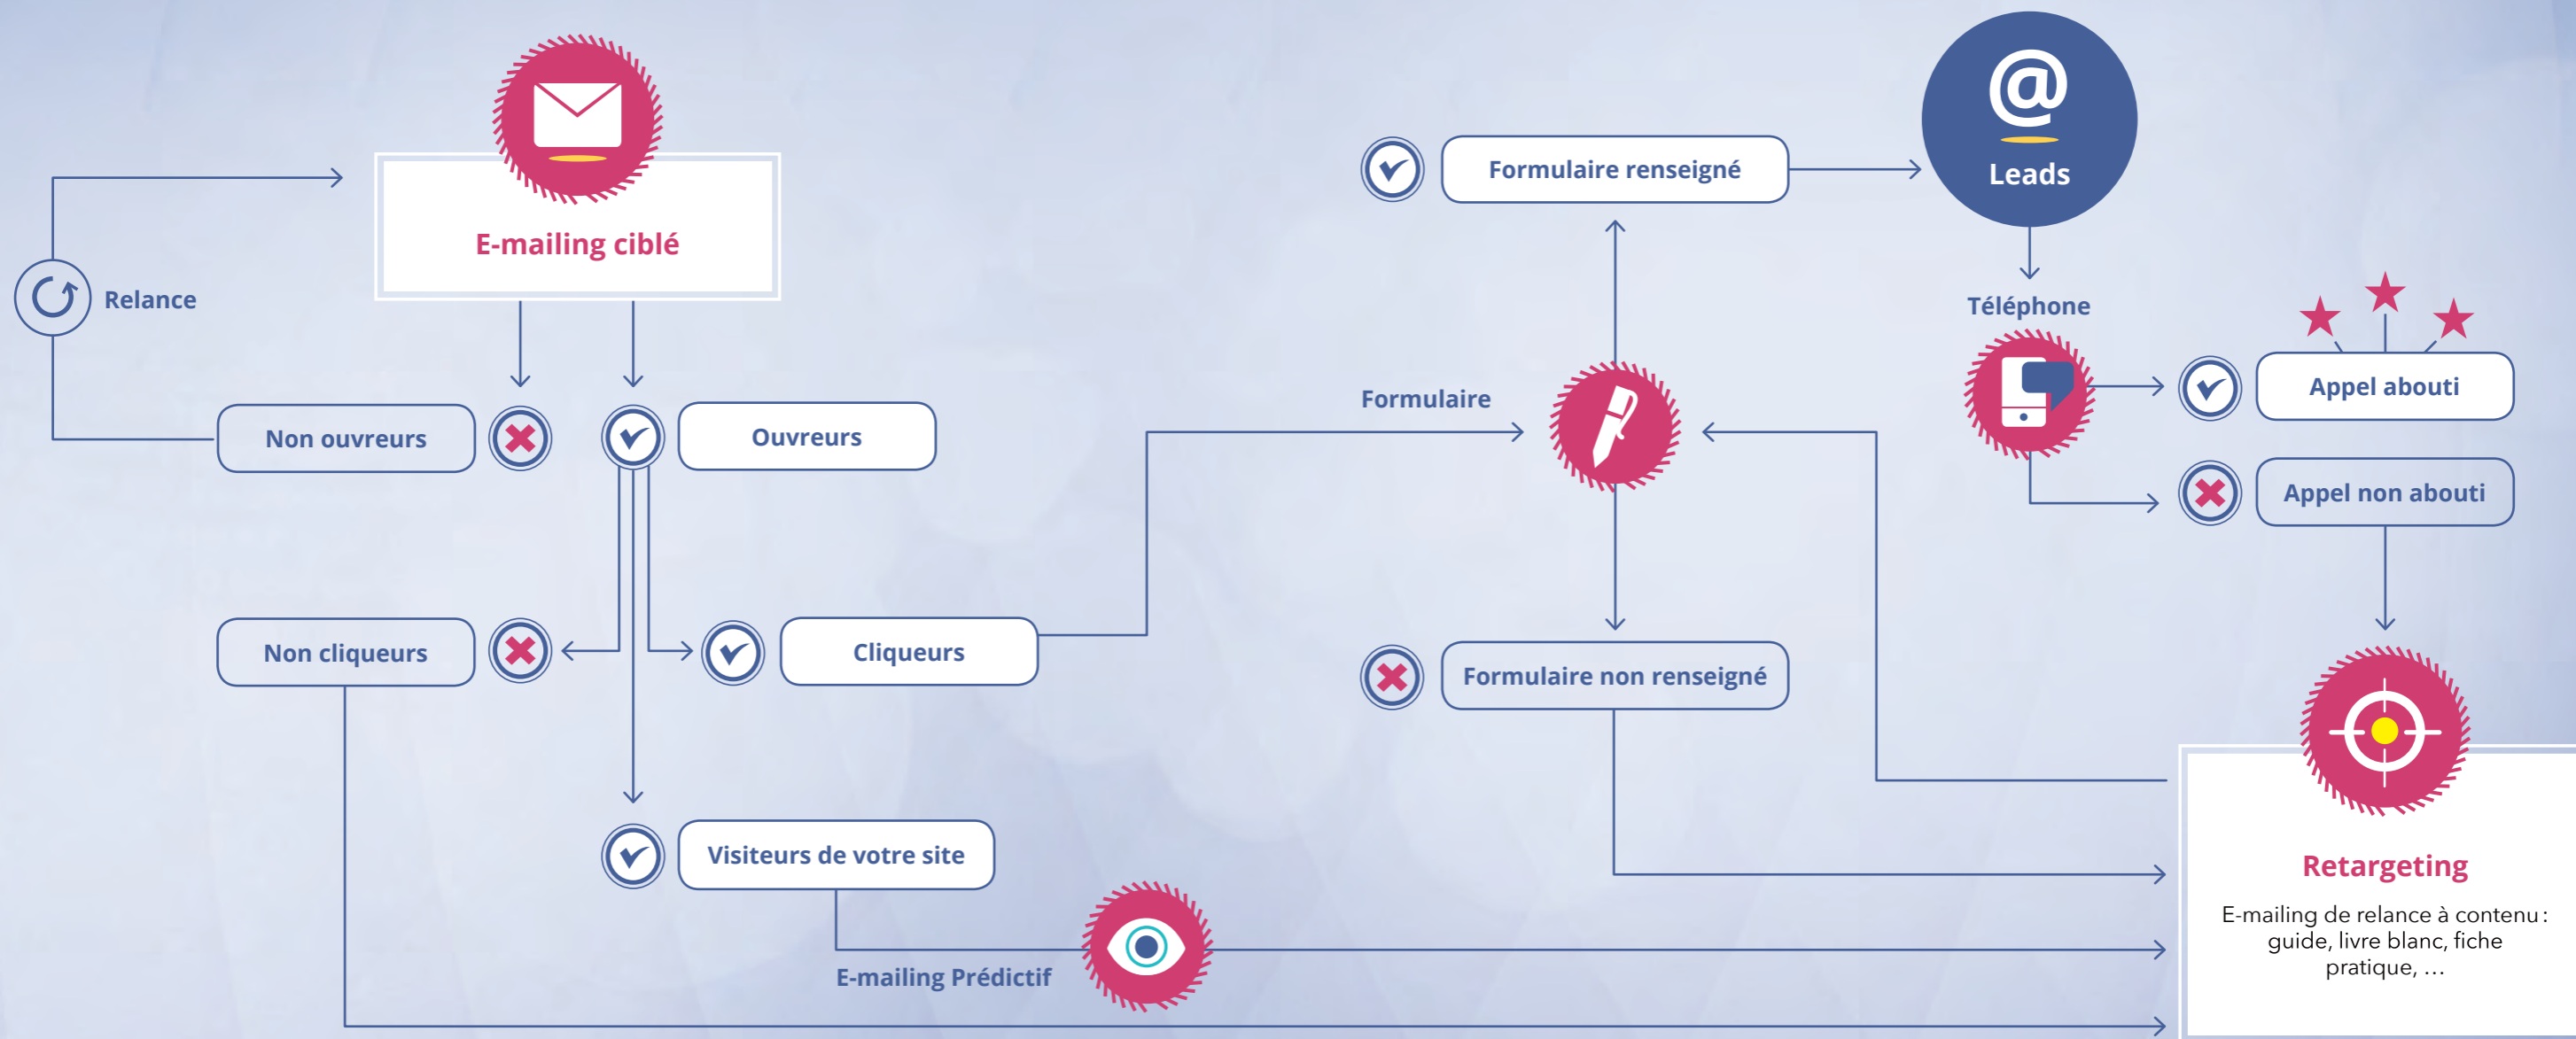 E-mailing ciblé
Relance
Non ouvreurs
Ouvreurs
Non cliqueurs
Cliqueurs
Visiteurs de votre site
E-mailing Prédictif
Formulaire renseigné
Formulaire
Formulaire non renseigné
@
Leads
Téléphone
Appel abouti
Appel non abouti
Retargeting
E-mailing de relance à contenu :
guide, livre blanc, fiche
pratique, …